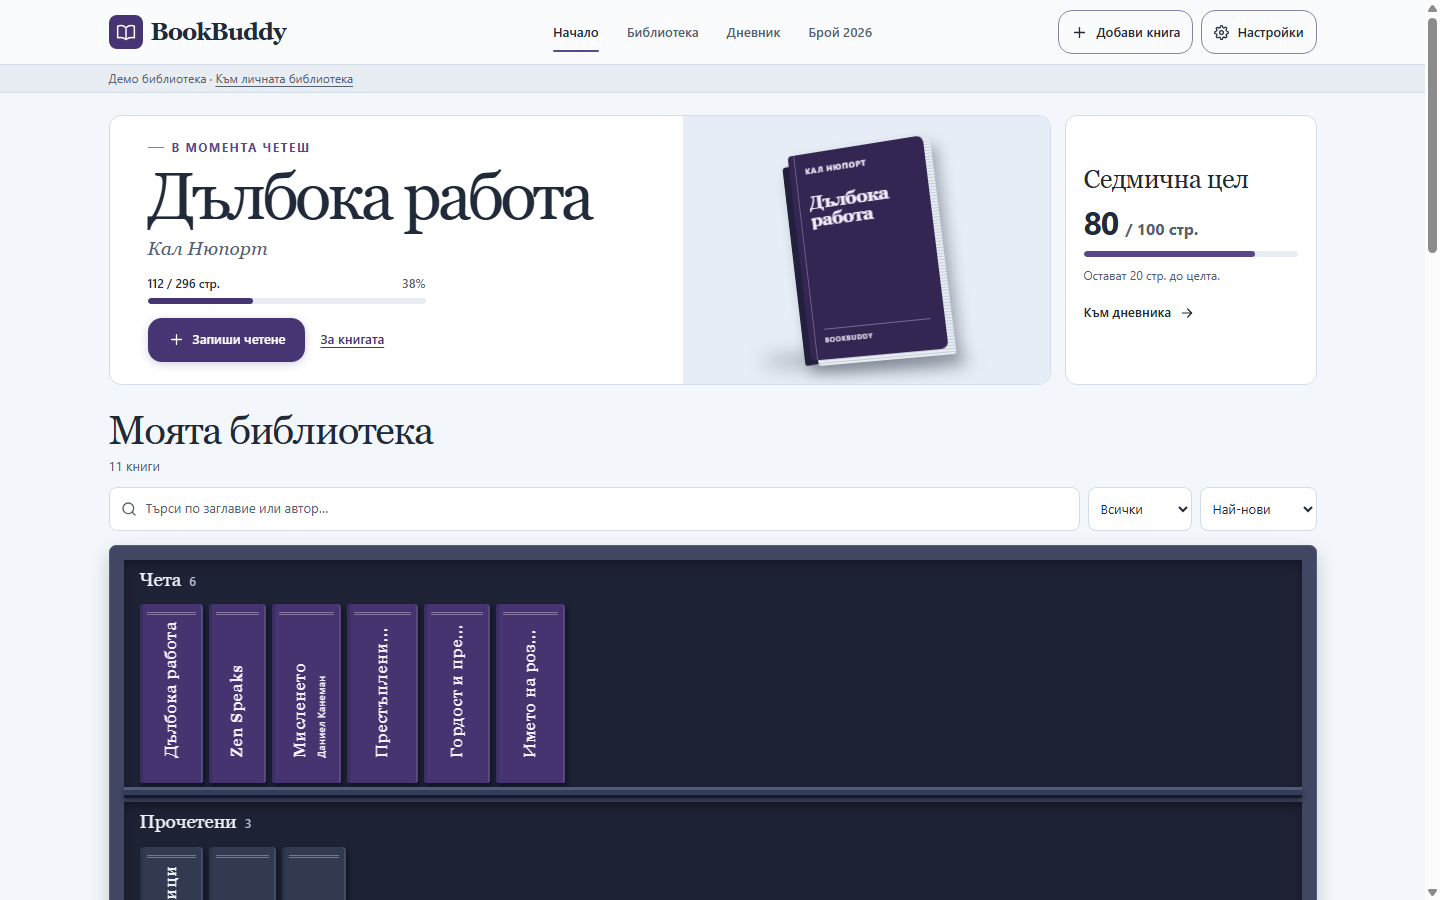 BookBuddy
Начало
Библиотека
Дневник
Брой 2026
Добави книга
Настройки
Демо библиотека · Към личната библиотека
В МОМЕНТА ЧЕТЕШ
Дълбока работа
Кал Нюпорт
112 / 296 стр.
38%
Запиши четене
За книгата
КАЛ НЮПОРТ
Дълбока
работа
BOOKBUDDY
Седмична цел
80 / 100 стр.
Остават 20 стр. до целта.
Към дневника
Моята библиотека
11 книги
Търси по заглавие или автор...
Всички
Най-нови
Чета 6
Дълбока работа
Zen Speaks
Мисленето
Даниел Канеман
Престъплени...
Гордост и пре...
Името на роз...
Прочетени 3